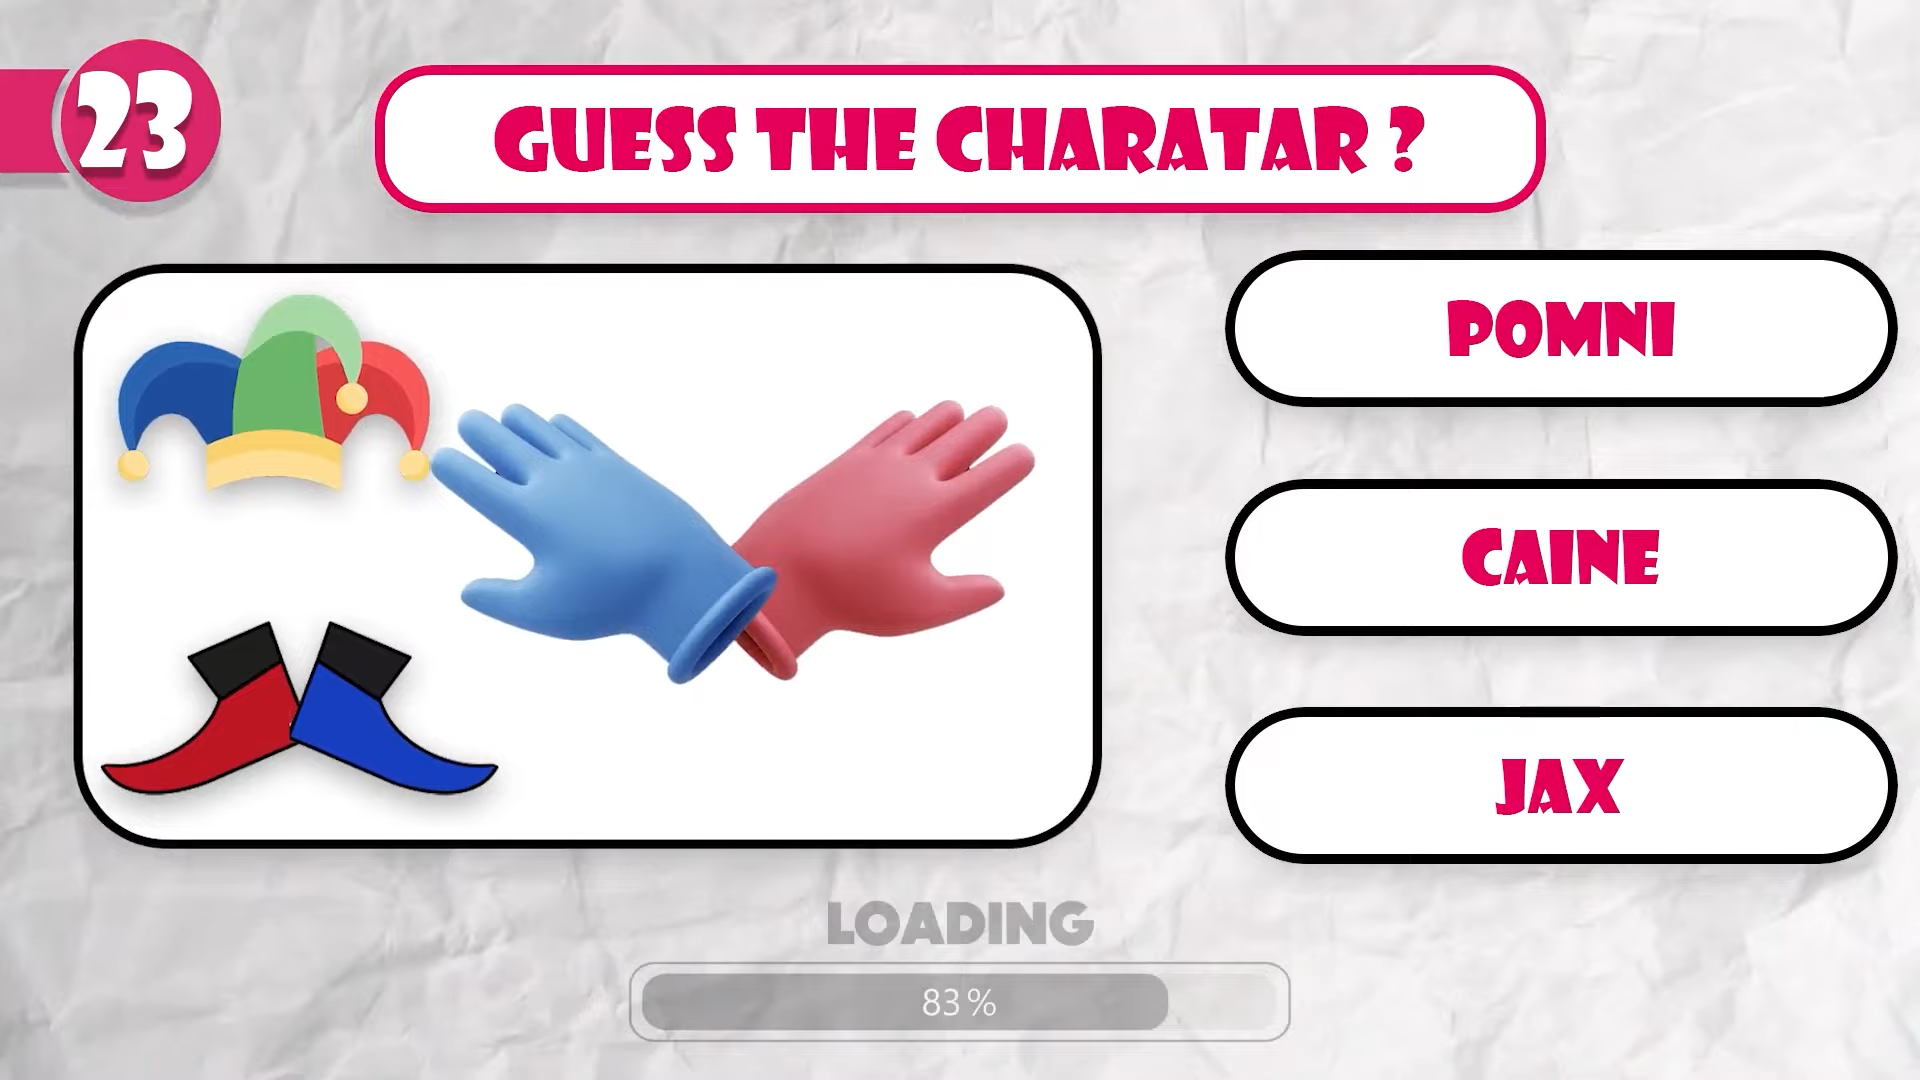 23
GUESS THE CHARATAR ?
POMNI
CAINE
JAX
LOADING
83%